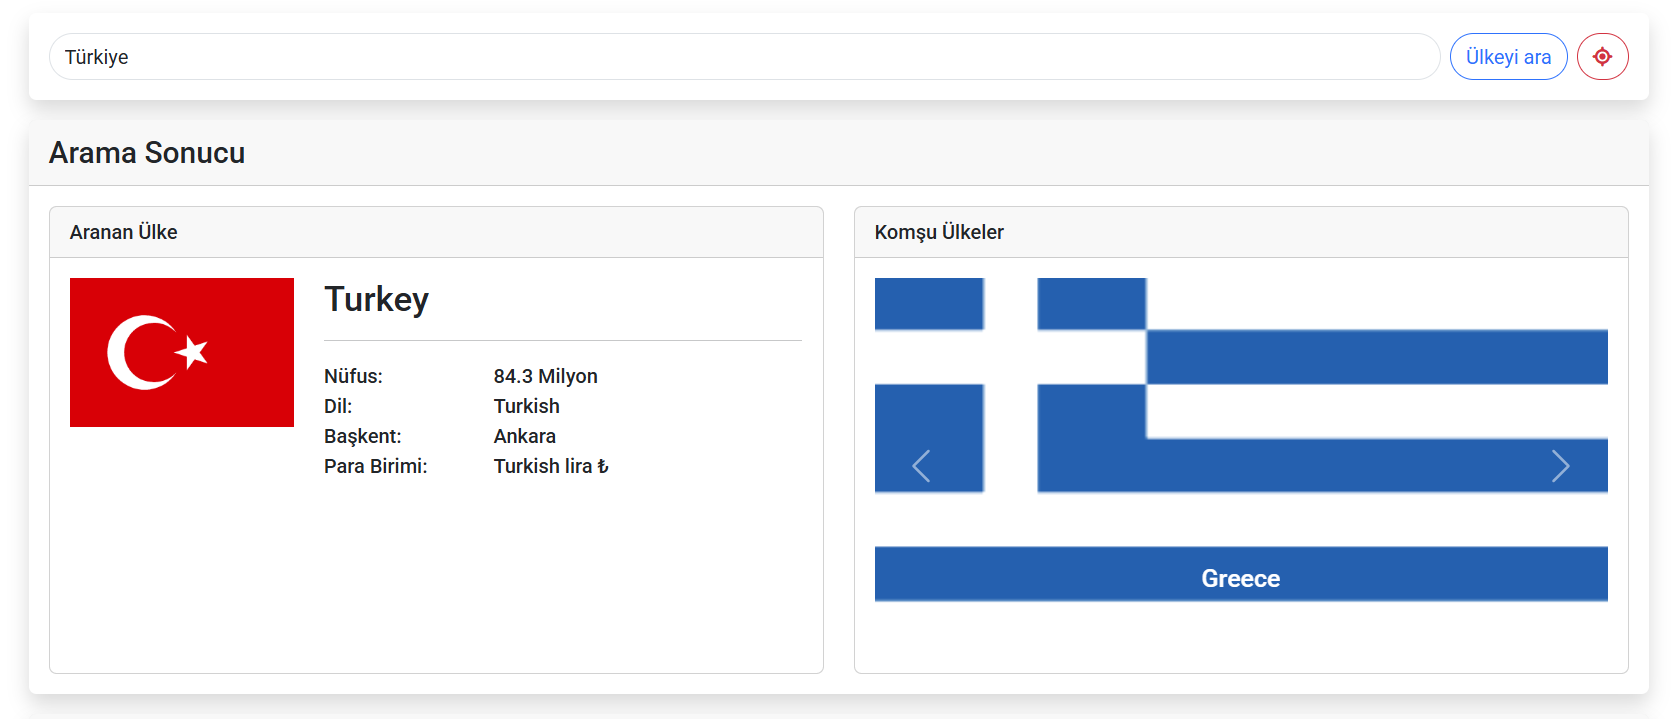 Türkiye
Ülkeyi ara
Arama Sonucu
Aranan Ülke
Turkey
Nüfus: 84.3 Milyon
Dil: Turkish
Başkent: Ankara
Para Birimi: Turkish lira ₺
Komşu Ülkeler
Greece